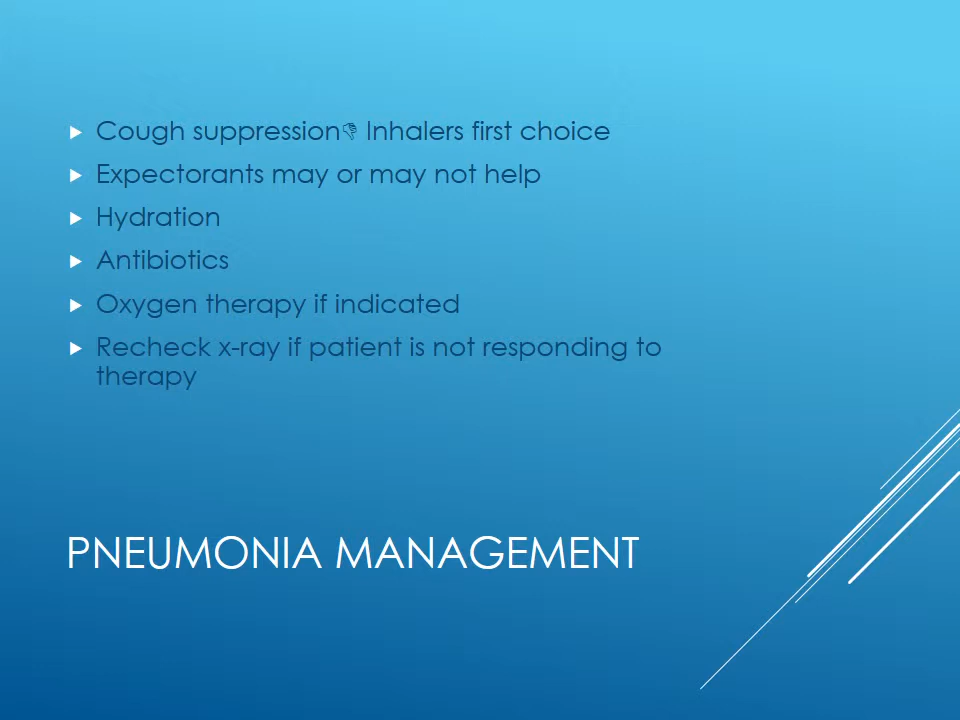 Cough suppression👎 Inhalers first choice
Expectorants may or may not help
Hydration
Antibiotics
Oxygen therapy if indicated
Recheck x-ray if patient is not responding to
therapy
PNEUMONIA MANAGEMENT